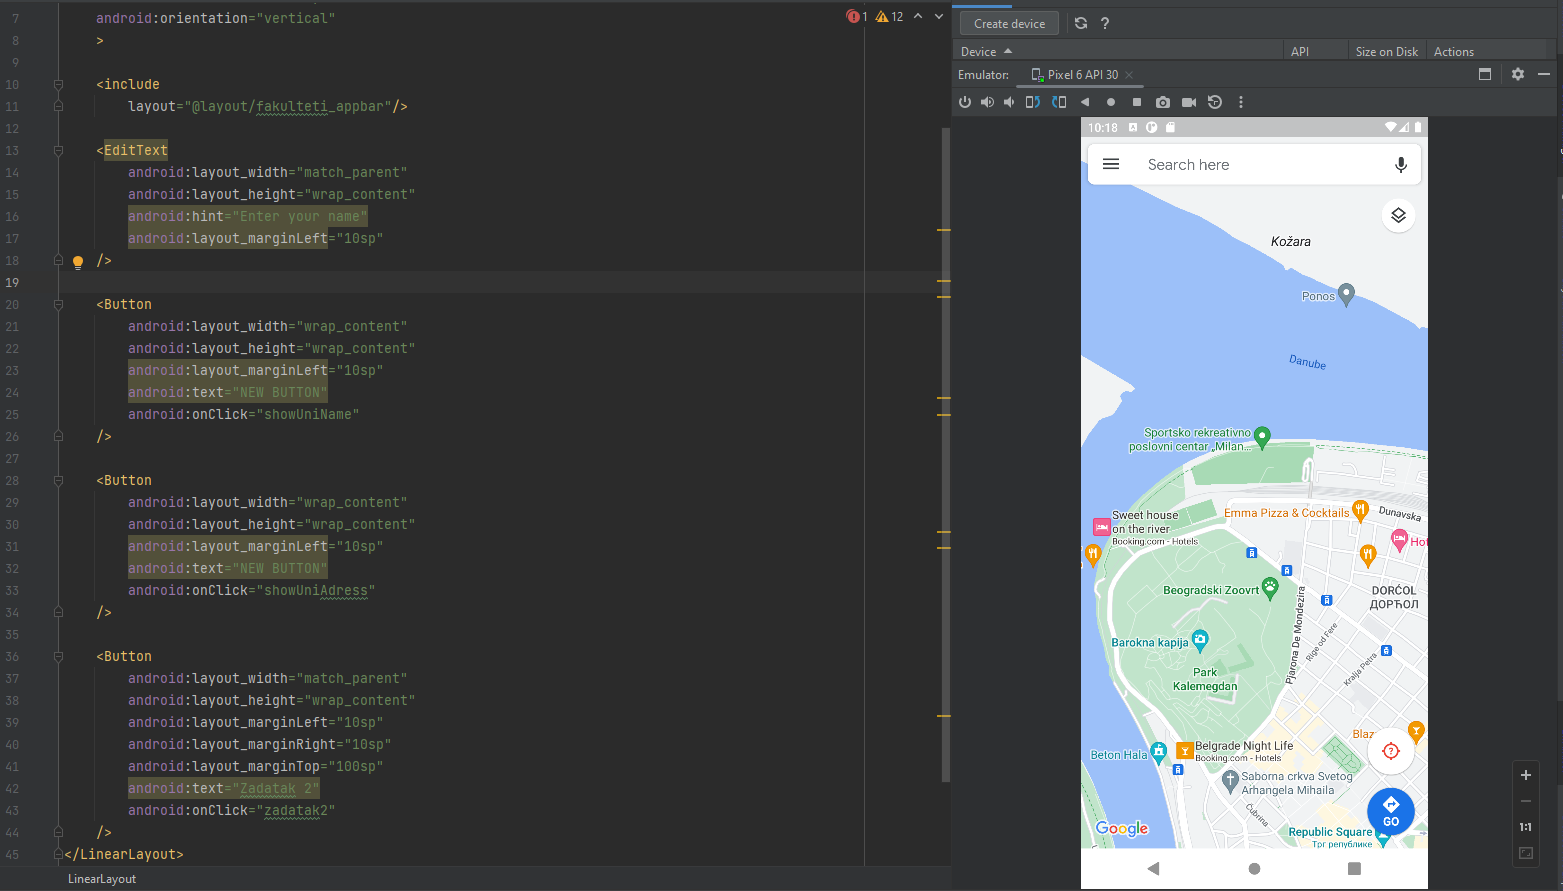 7 android:orientation="vertical"
8 >
9
10 <include
11 layout="@layout/fakulteti_appbar"/>
12
13 <EditText
14 android:layout_width="match_parent"
15 android:layout_height="wrap_content"
16 android:hint="Enter your name"
17 android:layout_marginLeft="10sp"
18 />
19
20 <Button
21 android:layout_width="wrap_content"
22 android:layout_height="wrap_content"
23 android:layout_marginLeft="10sp"
24 android:text="NEW BUTTON"
25 android:onClick="showUniName"
26 />
27
28 <Button
29 android:layout_width="wrap_content"
30 android:layout_height="wrap_content"
31 android:layout_marginLeft="10sp"
32 android:text="NEW BUTTON"
33 android:onClick="showUniAdress"
34 />
35
36 <Button
37 android:layout_width="match_parent"
38 android:layout_height="wrap_content"
39 android:layout_marginLeft="10sp"
40 android:layout_marginRight="10sp"
41 android:layout_marginTop="100sp"
42 android:text="Zadatak 2"
43 android:onClick="zadatak2"
44 />
45 </LinearLayout>
LinearLayout
1 12
Create device ?
Device API Size on Disk Actions
Emulator: Pixel 6 API 30
10:18
Search here
Kožara
Ponos
Danube
Sportsko rekreativno
poslovni centar „Milan...
Sweet house
on the river
Booking.com - Hotels
Emma Pizza & Cocktails
Dunavska
Hot
Beogradski Zoovrt
DORĆOL
ДОРЋОЛ
Pjarona De Mondezira
Rige od Fere
Kralja Petra
Barokna kapija
Park
Kalemegdan
Blaz
Beton Hala
Belgrade Night Life
Booking.com - Hotels
Saborna crkva Svetog
Arhangela Mihaila
Čubrina
GO
Google
Republic Square
Трг републике
1:1